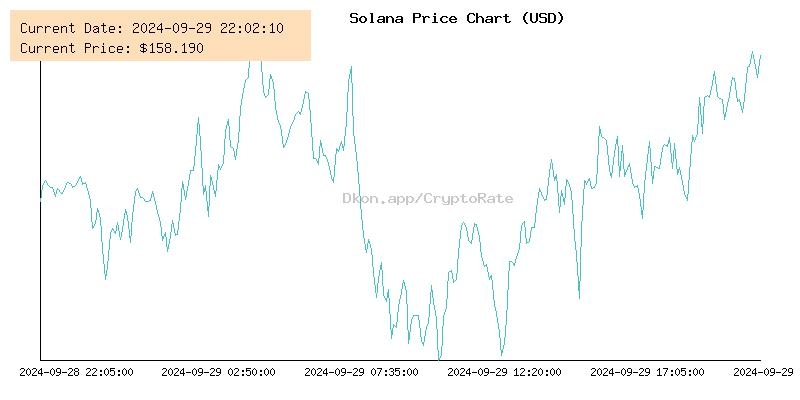 Solana Price Chart (USD)
Current Date: 2024-09-29 22:02:10
Current Price: $158.190
Dkon.app/CryptoRate
2024-09-28 22:05:00 2024-09-29 02:50:00 2024-09-29 07:35:00 2024-09-29 12:20:00 2024-09-29 17:05:00 2024-09-29